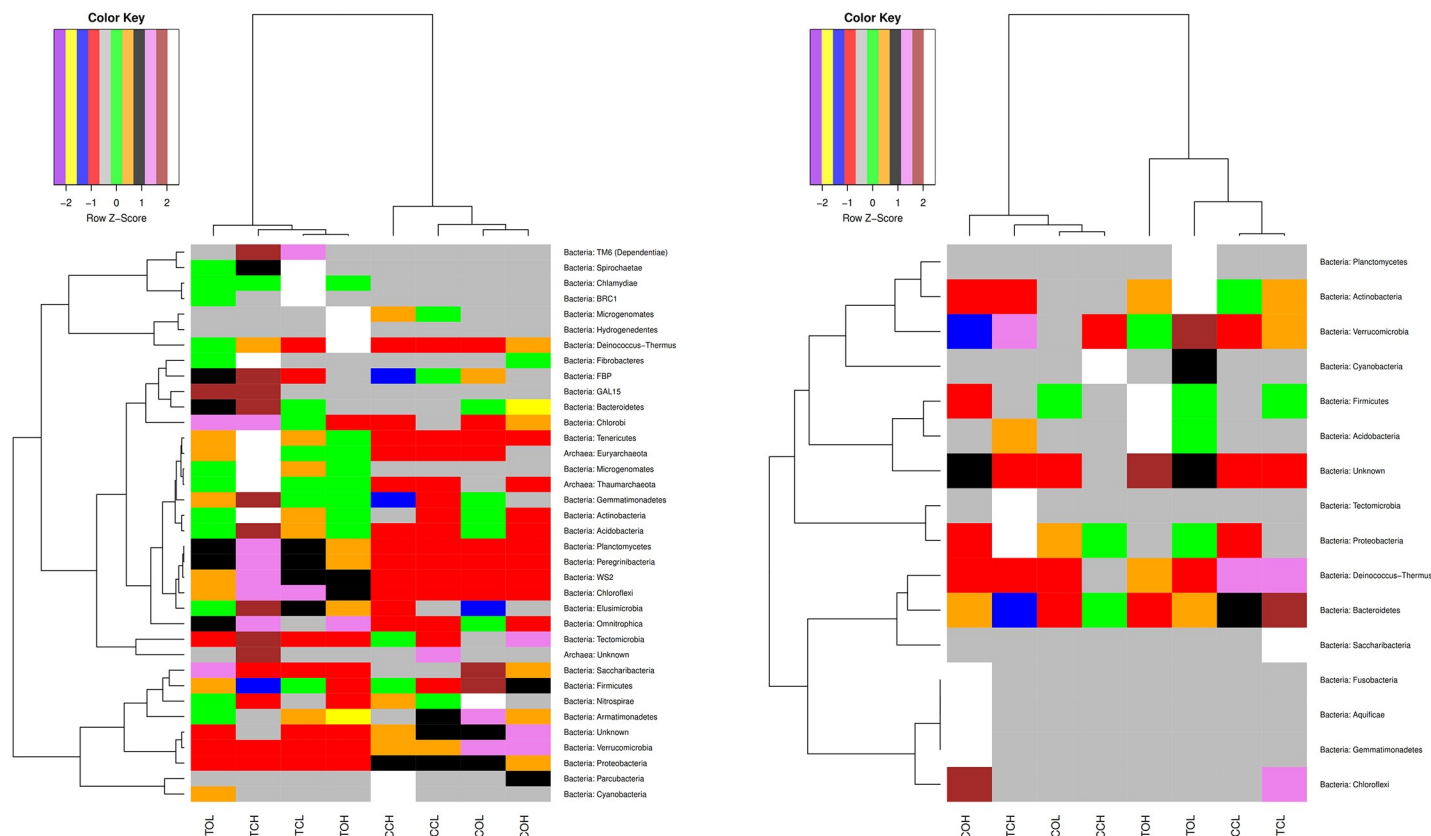 Color Key
−2 −1 0 1 2
Row Z−Score
Bacteria: TM6 (Dependentiae)
Bacteria: Spirochaetae
Bacteria: Chlamydiae
Bacteria: BRC1
Bacteria: Microgenomates
Bacteria: Hydrogenedentes
Bacteria: Deinococcus−Thermus
Bacteria: Fibrobacteres
Bacteria: FBP
Bacteria: GAL15
Bacteria: Bacteroidetes
Bacteria: Chlorobi
Bacteria: Tenericutes
Archaea: Euryarchaeota
Bacteria: Microgenomates
Archaea: Thaumarchaeota
Bacteria: Gemmatimonadetes
Bacteria: Actinobacteria
Bacteria: Acidobacteria
Bacteria: Planctomycetes
Bacteria: Peregrinibacteria
Bacteria: WS2
Bacteria: Chloroflexi
Bacteria: Elusimicrobia
Bacteria: Omnitrophica
Bacteria: Tectomicrobia
Archaea: Unknown
Bacteria: Saccharibacteria
Bacteria: Firmicutes
Bacteria: Nitrospirae
Bacteria: Armatimonadetes
Bacteria: Unknown
Bacteria: Verrucomicrobia
Bacteria: Proteobacteria
Bacteria: Parcubacteria
Bacteria: Cyanobacteria
TOL TCH TCL TOH CCH CCL COL COH
Color Key
−2 −1 0 1 2
Row Z−Score
Bacteria: Planctomycetes
Bacteria: Actinobacteria
Bacteria: Verrucomicrobia
Bacteria: Cyanobacteria
Bacteria: Firmicutes
Bacteria: Acidobacteria
Bacteria: Unknown
Bacteria: Tectomicrobia
Bacteria: Proteobacteria
Bacteria: Deinococcus−Thermus
Bacteria: Bacteroidetes
Bacteria: Saccharibacteria
Bacteria: Fusobacteria
Bacteria: Aquificae
Bacteria: Gemmatimonadetes
Bacteria: Chloroflexi
COH TCH COL CCH TOH TOL CCL TCL